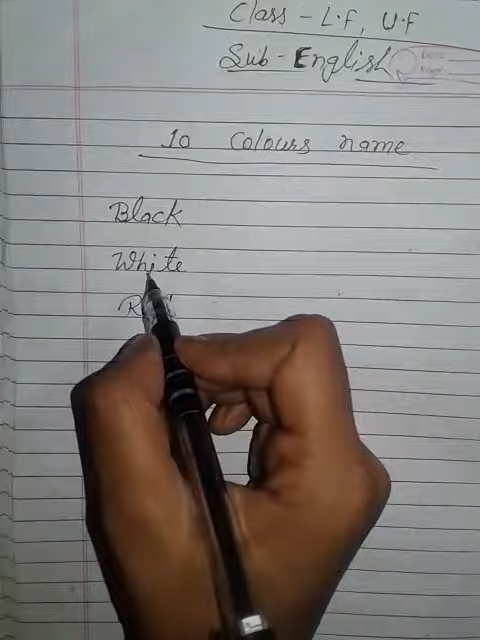 Class - L.F, U.F
Sub - English
10 Colours name
Black
White